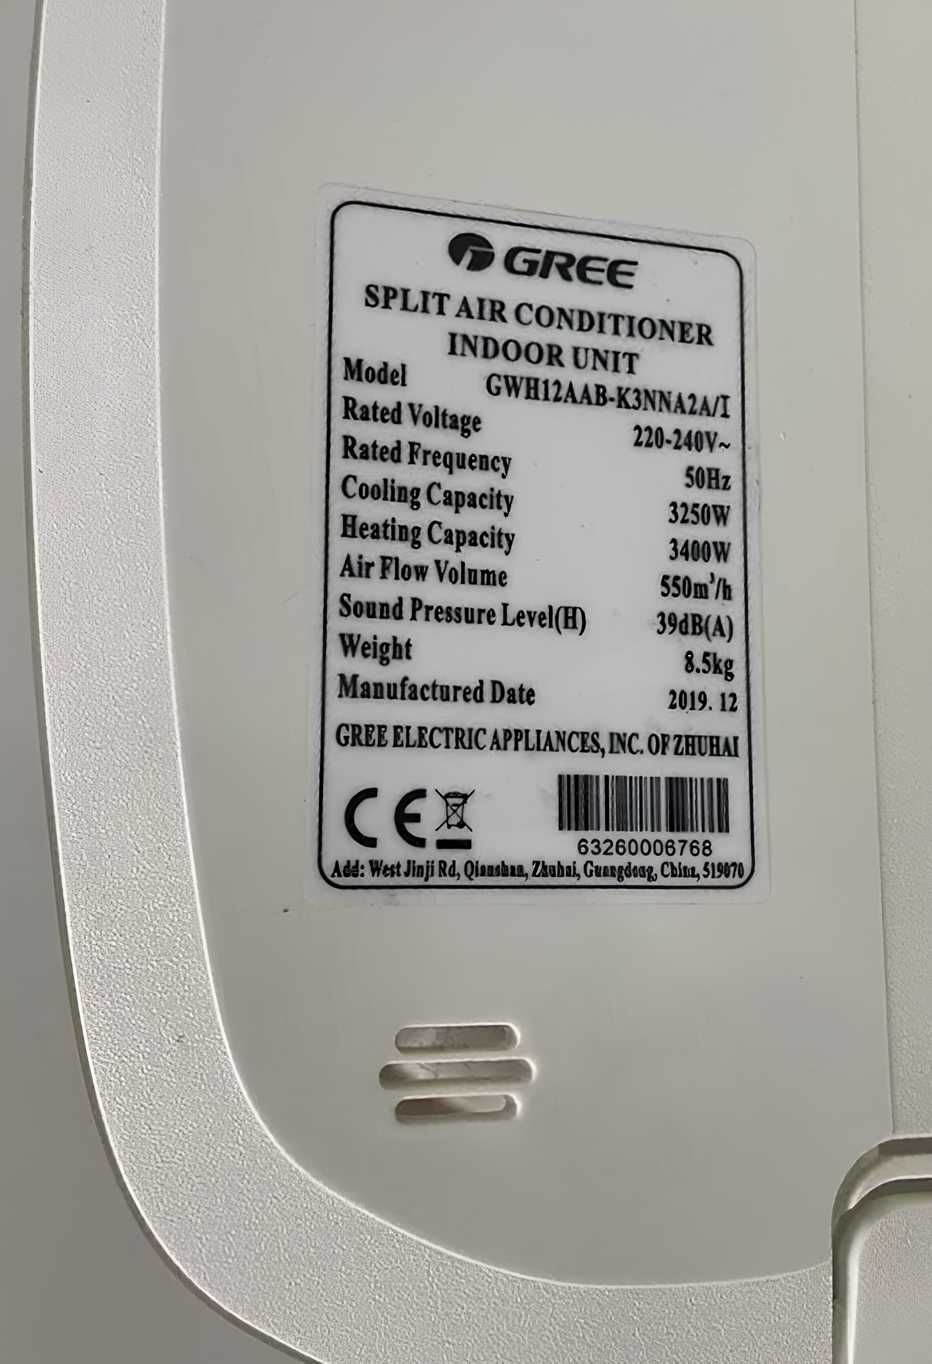 GREE
SPLIT AIR CONDITIONER
INDOOR UNIT
Model GWH12AAB-K3NNA2A/I
Rated Voltage 220-240V~
Rated Frequency 50Hz
Cooling Capacity 3250W
Heating Capacity 3400W
Air Flow Volume 550m³/h
Sound Pressure Level(H) 39dB(A)
Weight 8.5kg
Manufactured Date 2019. 12
GREE ELECTRIC APPLIANCES, INC. OF ZHUHAI
CE
63260006768
Add: West Jinji Rd, Qianshan, Zhuhai, Guangdong, China, 519070